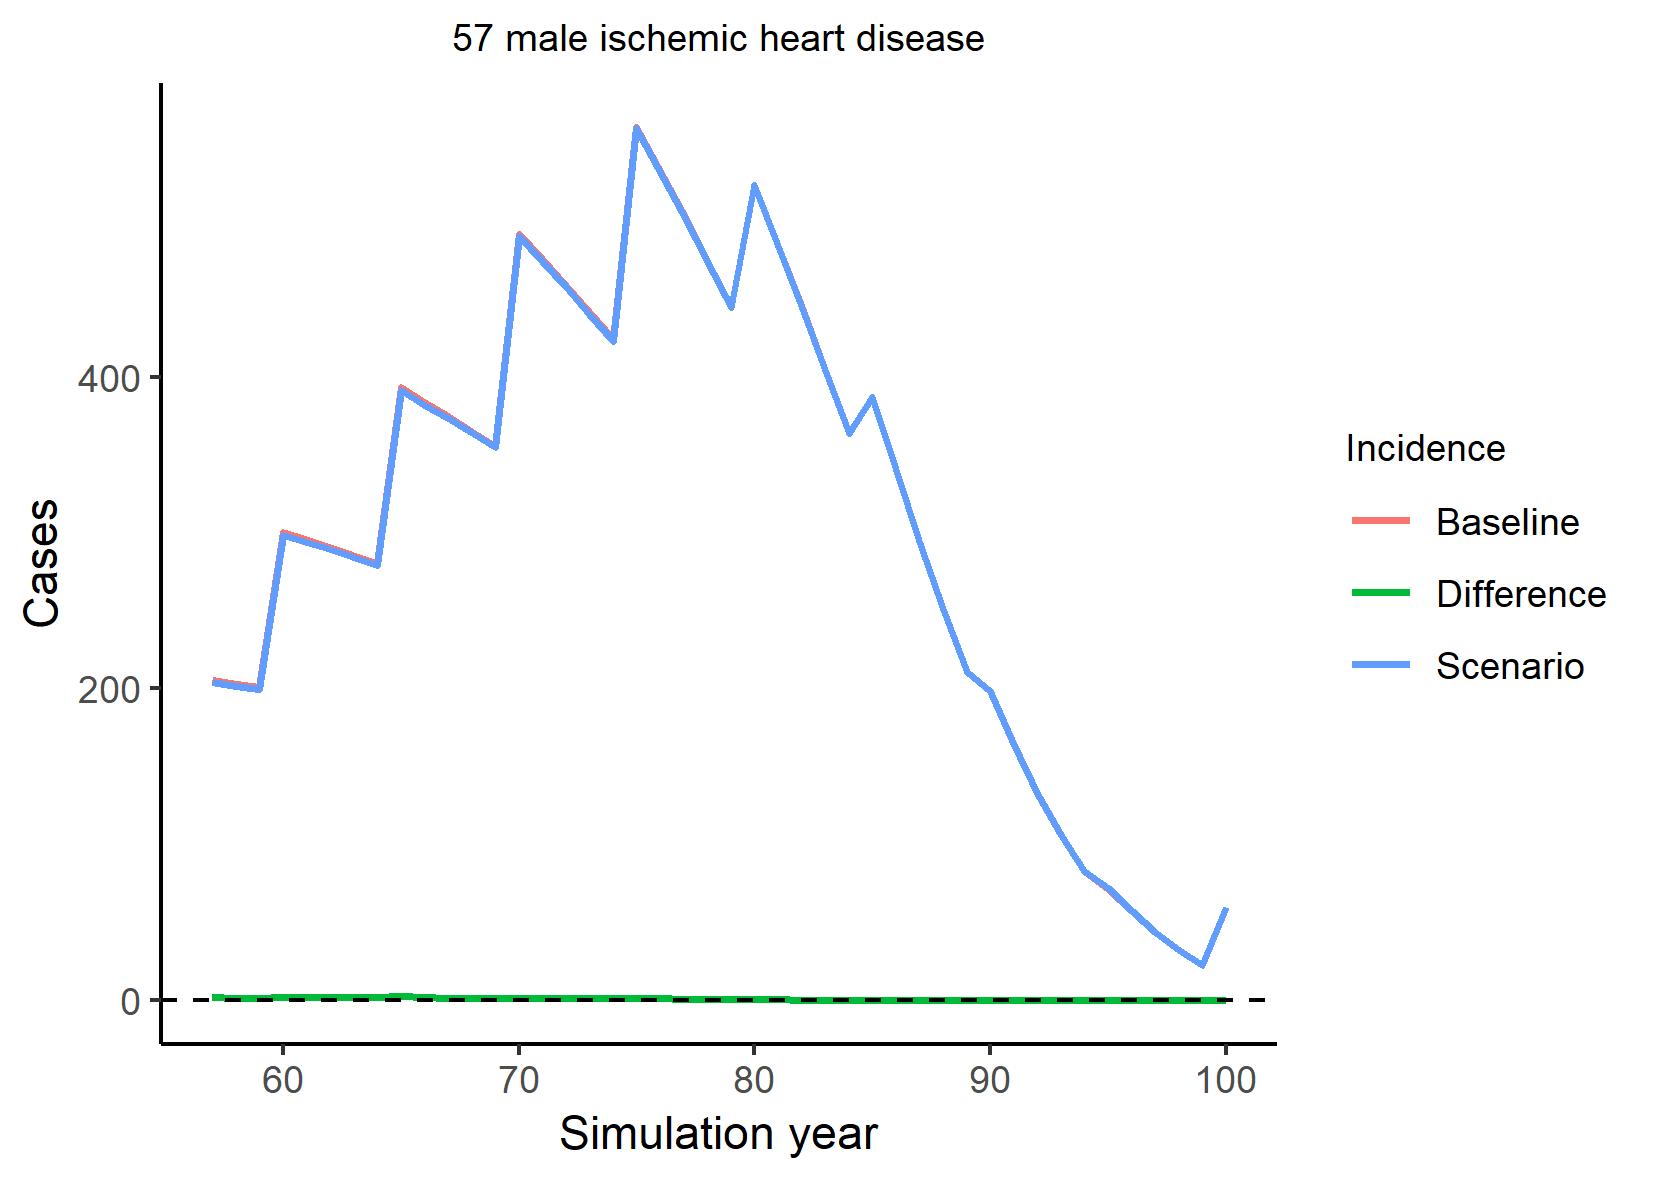 57 male ischemic heart disease
Cases
400
200
0
60 70 80 90 100
Simulation year
Incidence
Baseline
Difference
Scenario